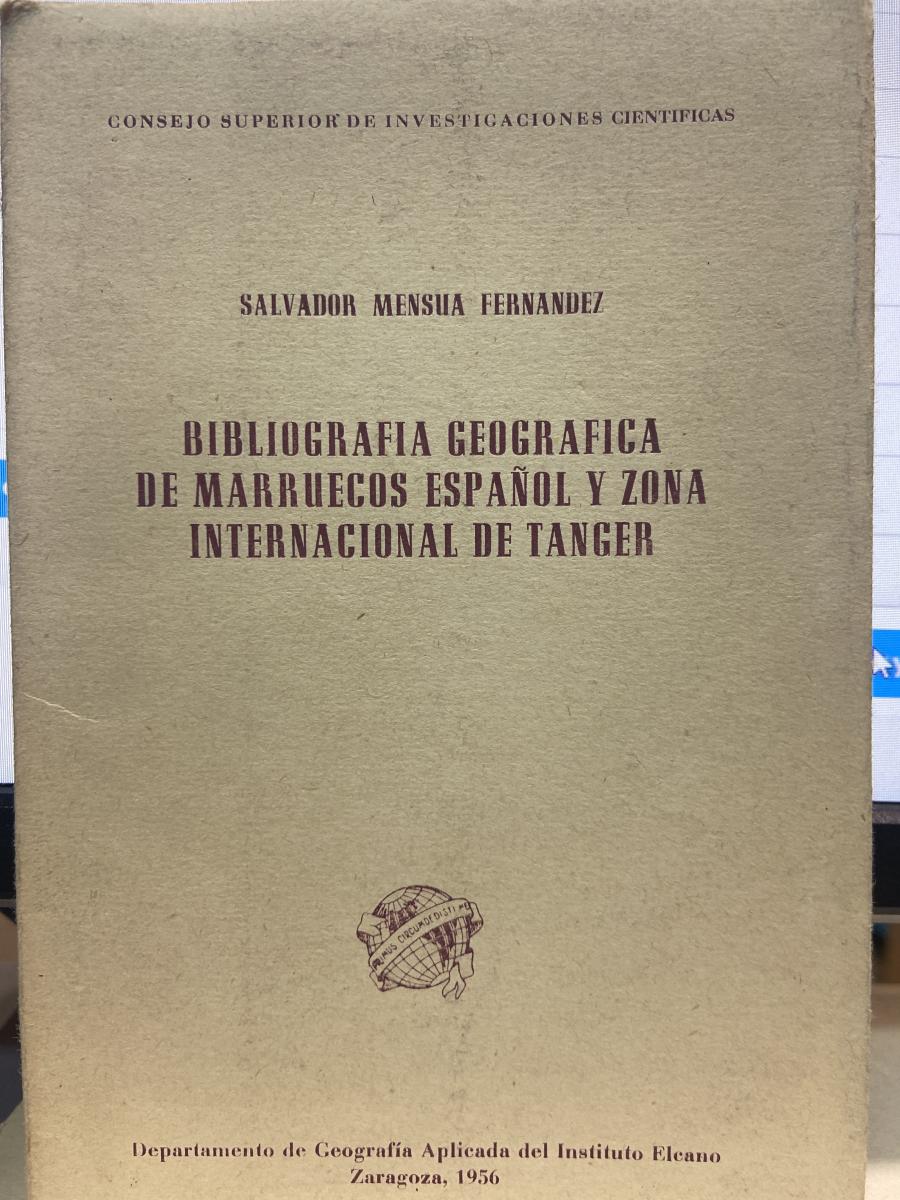 CONSEJO SUPERIOR DE INVESTIGACIONES CIENTIFICAS
SALVADOR MENSUA FERNANDEZ
BIBLIOGRAFIA GEOGRAFICA
DE MARRUECOS ESPAÑOL Y ZONA
INTERNACIONAL DE TANGER
PRIMUS CIRCUMDEDISTI ME
Departamento de Geografía Aplicada del Instituto Elcano
Zaragoza, 1956